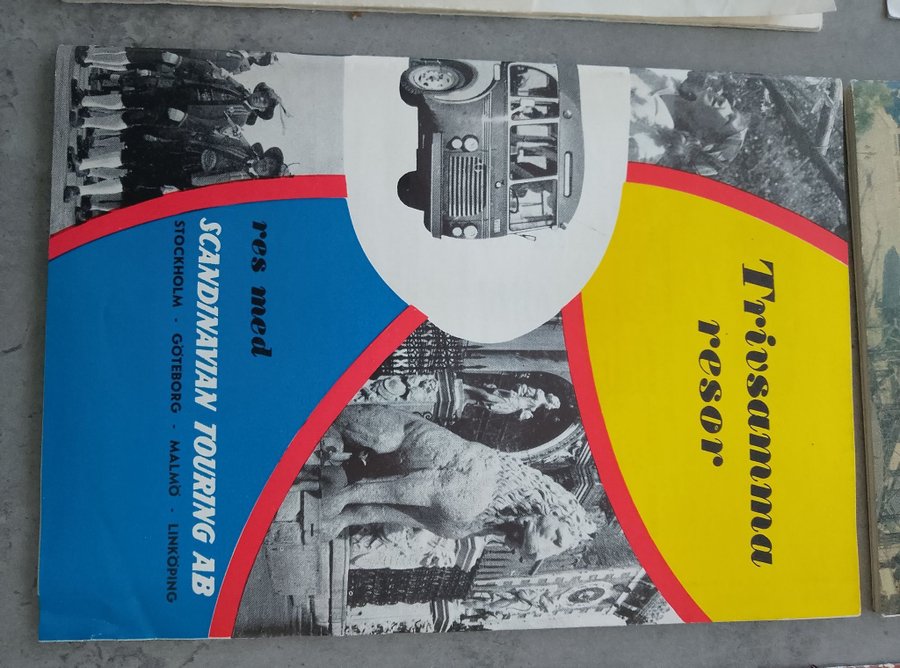 Trivsamma
resor
res med
SCANDINAVIAN TOURING AB
STOCKHOLM - GÖTEBORG - MALMÖ - LINKÖPING